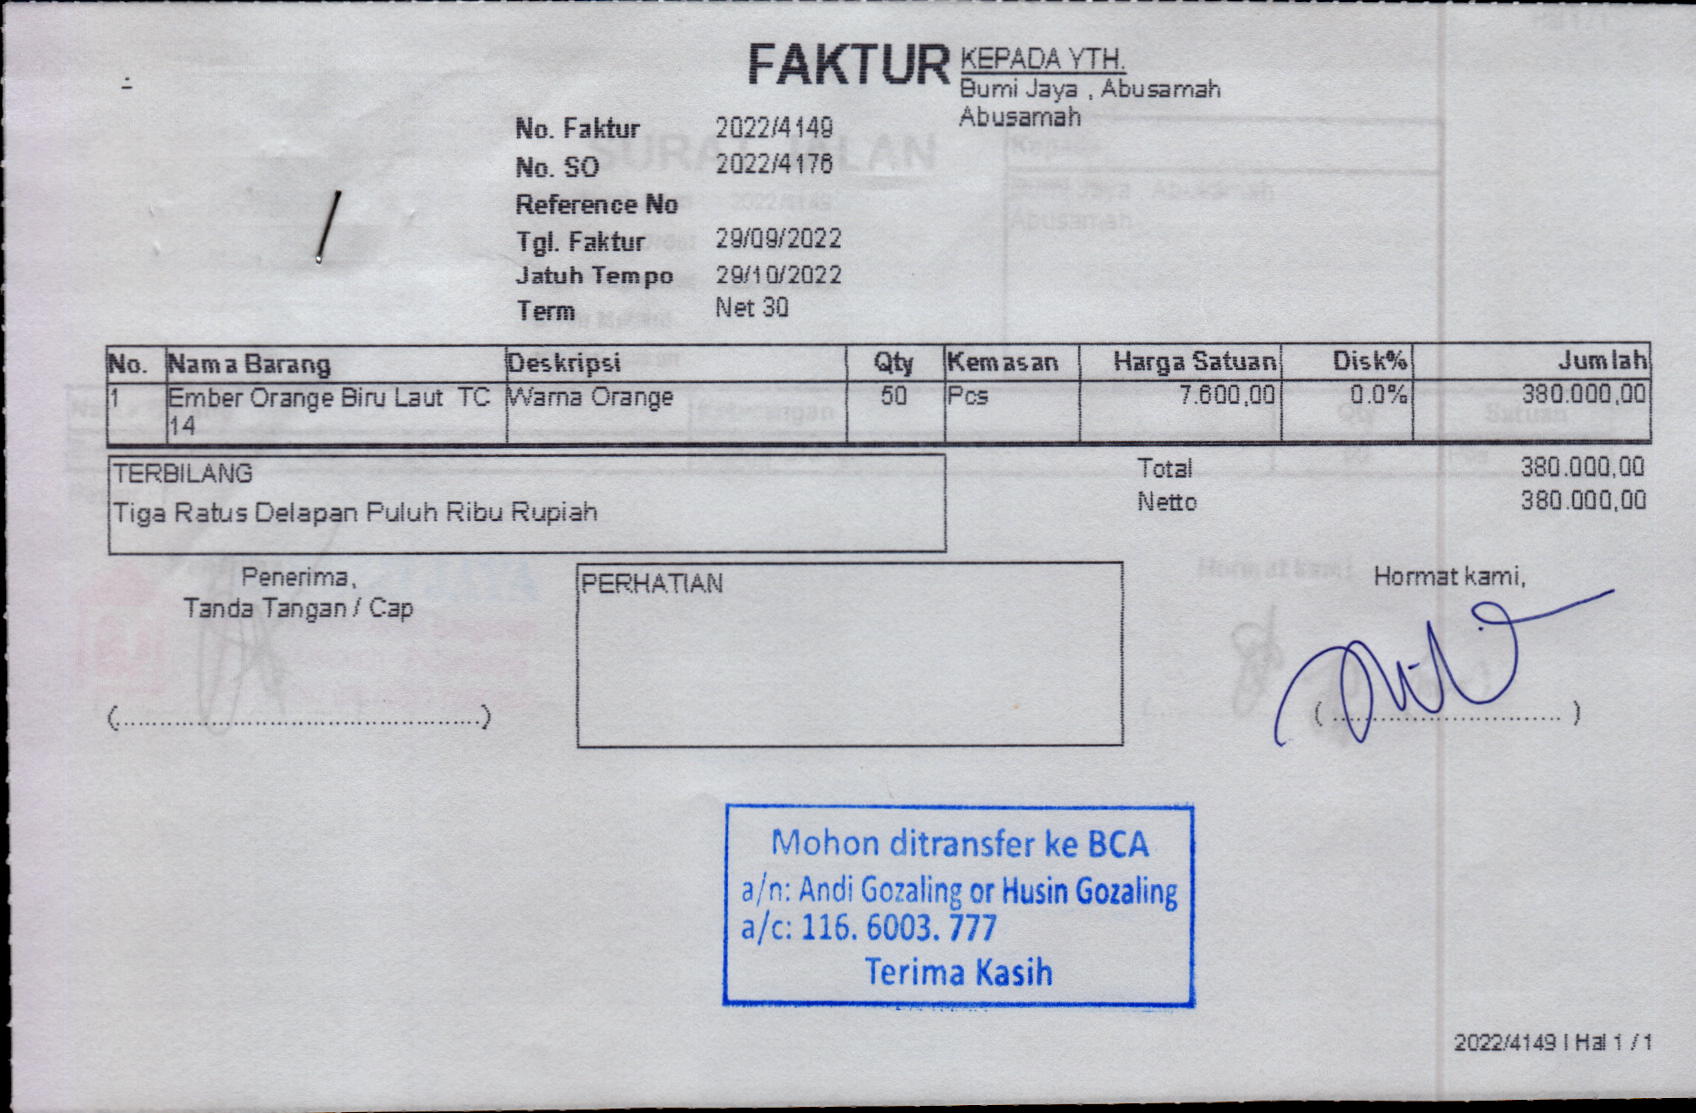 FAKTUR
KEPADA YTH.
Bumi Jaya , Abusamah
Abusamah
No. Faktur 2022/4149
No. SO 2022/4176
Reference No
Tgl. Faktur 29/09/2022
Jatuh Tempo 29/10/2022
Term Net 30
No. Nama Barang Deskripsi Qty Kemasan Harga Satuan Disk% Jumlah
1 Ember Orange Biru Laut TC Warna Orange 50 Pcs 7.600,00 0.0% 380.000,00
14
TERBILANG
Tiga Ratus Delapan Puluh Ribu Rupiah
Total 380.000,00
Netto 380.000,00
Penerima,
Tanda Tangan / Cap
(................................................)
PERHATIAN
Hormat kami,
( ............................... )
Mohon ditransfer ke BCA
a/n: Andi Gozaling or Husin Gozaling
a/c: 116. 6003. 777
Terima Kasih
2022/4149 | Hal 1 / 1